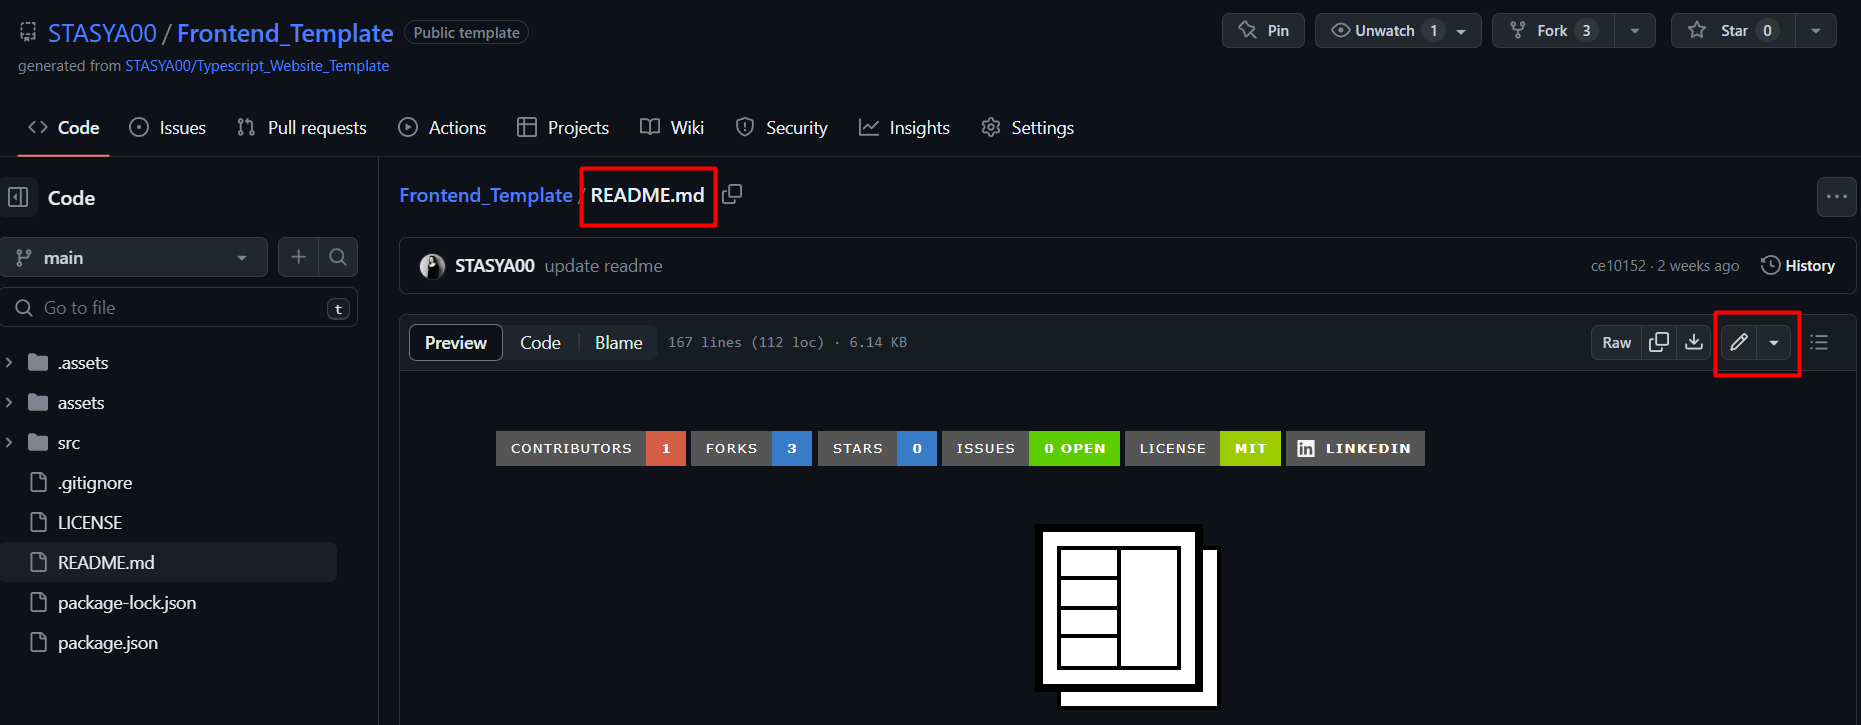 STASYA00 / Frontend_Template Public template
Pin
Unwatch 1
Fork 3
Star 0
generated from STASYA00/Typescript_Website_Template
Code
Issues
Pull requests
Actions
Projects
Wiki
Security
Insights
Settings
Code
main
Go to file
t
.assets
assets
src
.gitignore
LICENSE
README.md
package-lock.json
package.json
Frontend_Template / README.md
STASYA00 update readme
ce10152 · 2 weeks ago
History
Preview
Code
Blame
167 lines (112 loc) · 6.14 KB
Raw
CONTRIBUTORS 1
FORKS 3
STARS 0
ISSUES 0 OPEN
LICENSE MIT
in LINKEDIN